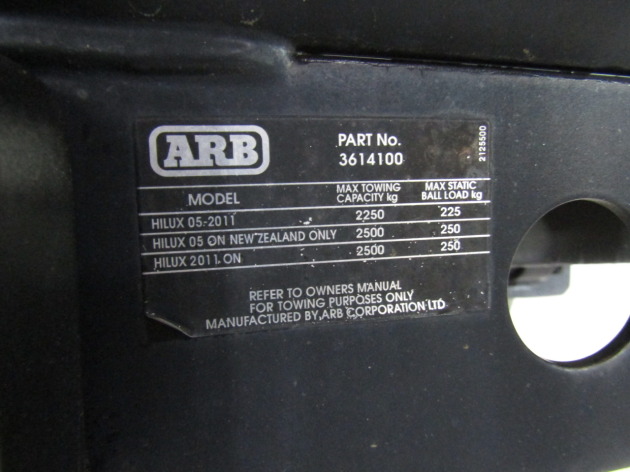 ARB
PART No.
3614100
2125500
MODEL MAX TOWING CAPACITY kg MAX STATIC BALL LOAD kg
HILUX 05-2011 2250 225
HILUX 05 ON NEW ZEALAND ONLY 2500 250
HILUX 2011 ON 2500 250
REFER TO OWNERS MANUAL
FOR TOWING PURPOSES ONLY
MANUFACTURED BY ARB CORPORATION LTD